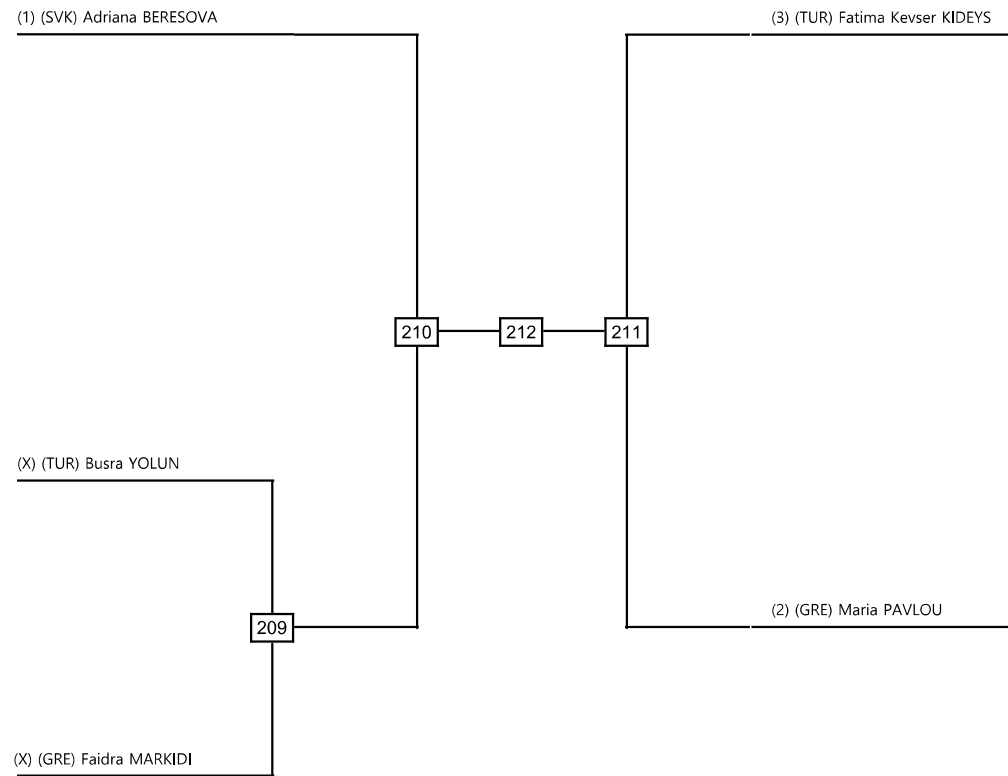 (1) (SVK) Adriana BERESOVA
(3) (TUR) Fatima Kevser KIDEYS
210
212
211
(X) (TUR) Busra YOLUN
(2) (GRE) Maria PAVLOU
209
(X) (GRE) Faidra MARKIDI